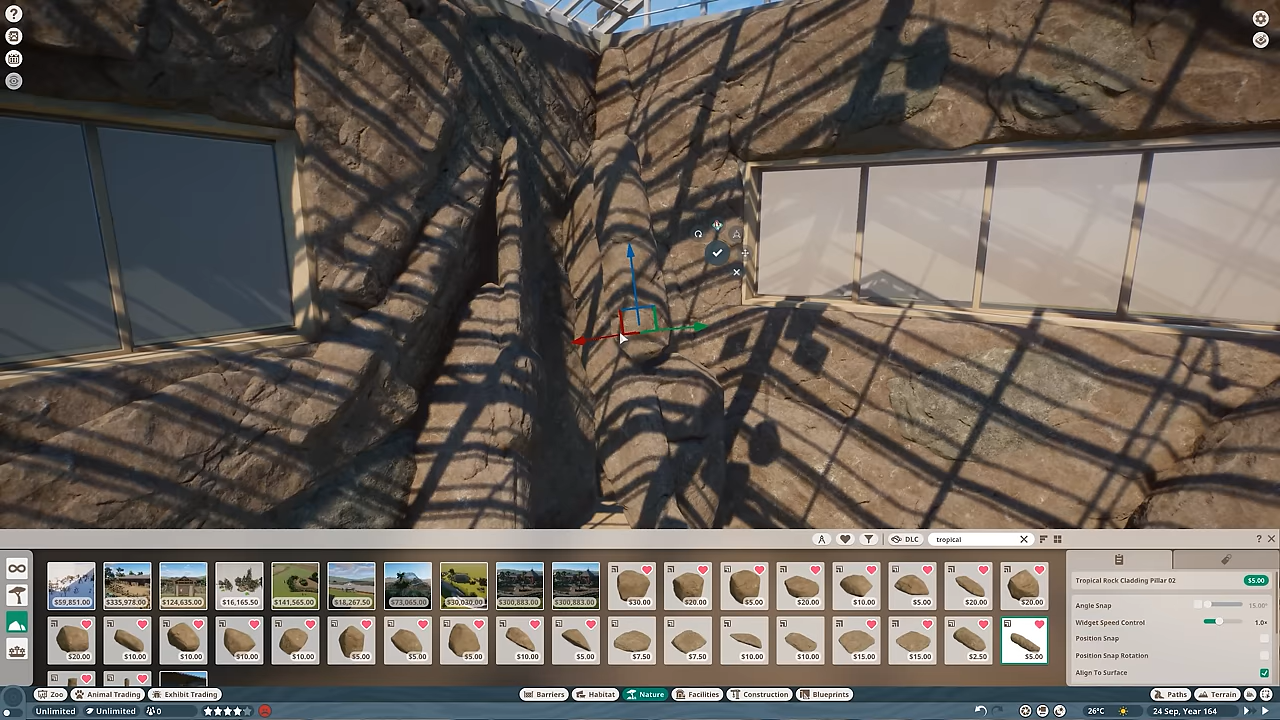 DLC
tropical
?
$59,851.00 $335,978.00 $124,635.00 $16,165.50 $141,565.00 $18,267.50 $73,065.00 $30,030.00 $300,883.00 $300,883.00 $30.00 $20.00 $5.00 $20.00 $10.00 $5.00 $20.00 $20.00
$20.00 $10.00 $10.00 $10.00 $10.00 $5.00 $5.00 $5.00 $10.00 $5.00 $7.50 $7.50 $10.00 $10.00 $15.00 $15.00 $2.50 $5.00
Tropical Rock Cladding Pillar 02 $5.00
Angle Snap 15.00°
Widget Speed Control 1.0x
Position Snap
Position Snap Rotation
Align To Surface
Zoo Animal Trading Exhibit Trading Barriers Habitat Nature Facilities Construction Blueprints Paths Terrain
Unlimited Unlimited 0 26°C 24 Sep, Year 164